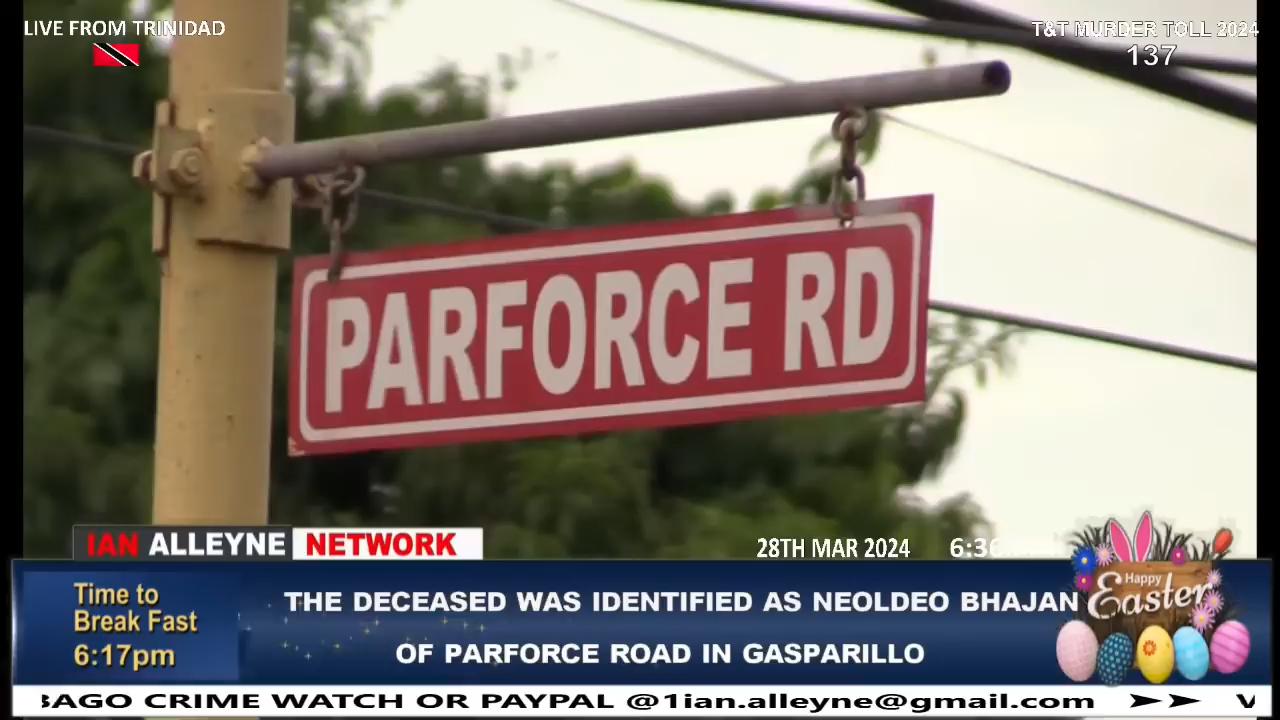 LIVE FROM TRINIDAD
T&T MURDER TOLL 2024
137
PARFORCE RD
IAN ALLEYNE NETWORK
28TH MAR 2024
Time to
Break Fast
6:17pm
THE DECEASED WAS IDENTIFIED AS NEOLDEO BHAJAN
OF PARFORCE ROAD IN GASPARILLO
Happy
Easter
CRIME WATCH OR PAYPAL @1ian.alleyne@gmail.com